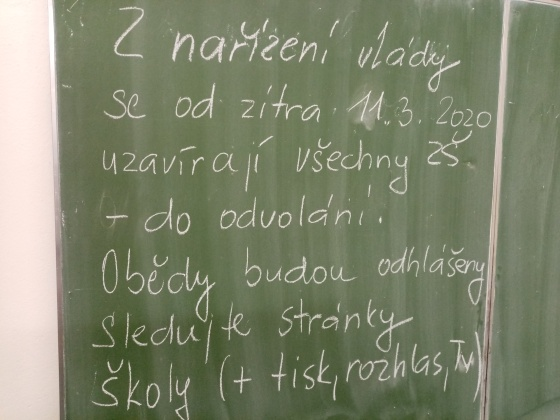 Z nařízení vlády
se od zítra 11.3.2020
uzavírají všechny ZŠ
- do odvolání.
Obědy budou odhlášeny
Sledujte stránky
školy (+ tisk, rozhlas, TV)